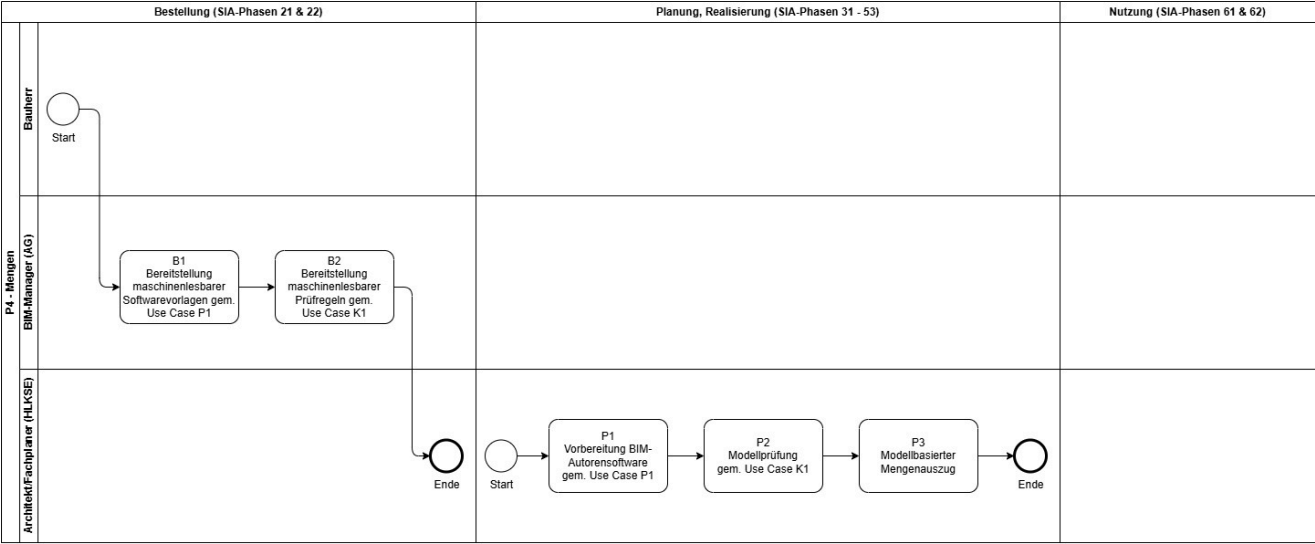 Bestellung (SIA-Phasen 21 & 22)
Planung, Realisierung (SIA-Phasen 31 - 53)
Nutzung (SIA-Phasen 61 & 62)
P4 - Mengen
Bauherr
Start
BIM-Manager (AG)
B1
Bereitstellung
maschinenlesbarer
Softwarevorlagen gem.
Use Case P1
B2
Bereitstellung
maschinenlesbarer
Prüfregeln gem.
Use Case K1
Architekt/Fachplaner (HLKSE)
Ende
Start
P1
Vorbereitung BIM-
Autorensoftware
gem. Use Case P1
P2
Modellprüfung
gem. Use Case K1
P3
Modellbasierter
Mengenauszug
Ende